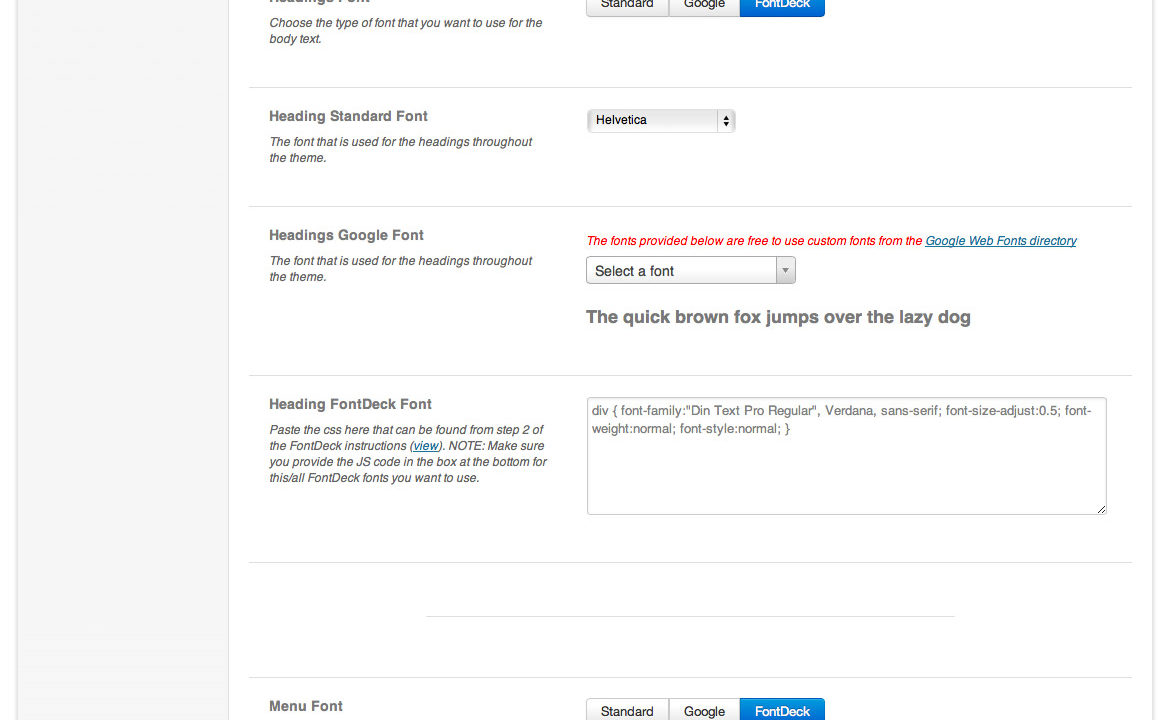 Headings Font
Standard Google FontDeck
Choose the type of font that you want to use for the
body text.
Heading Standard Font
Helvetica
The font that is used for the headings throughout
the theme.
Headings Google Font
The fonts provided below are free to use custom fonts from the Google Web Fonts directory
The font that is used for the headings throughout
the theme.
Select a font
The quick brown fox jumps over the lazy dog
Heading FontDeck Font
Paste the css here that can be found from step 2 of
the FontDeck instructions (view). NOTE: Make sure
you provide the JS code in the box at the bottom for
this/all FontDeck fonts you want to use.
div { font-family:"Din Text Pro Regular", Verdana, sans-serif; font-size-adjust:0.5; font-
weight:normal; font-style:normal; }
Menu Font
Standard Google FontDeck